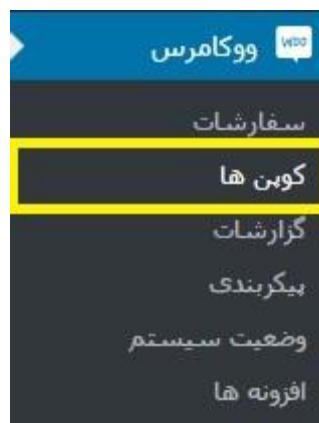 ووکامرس
سفارشات
کوپن ها
گزارشات
پیکربندی
وضعیت سیستم
افزونه ها